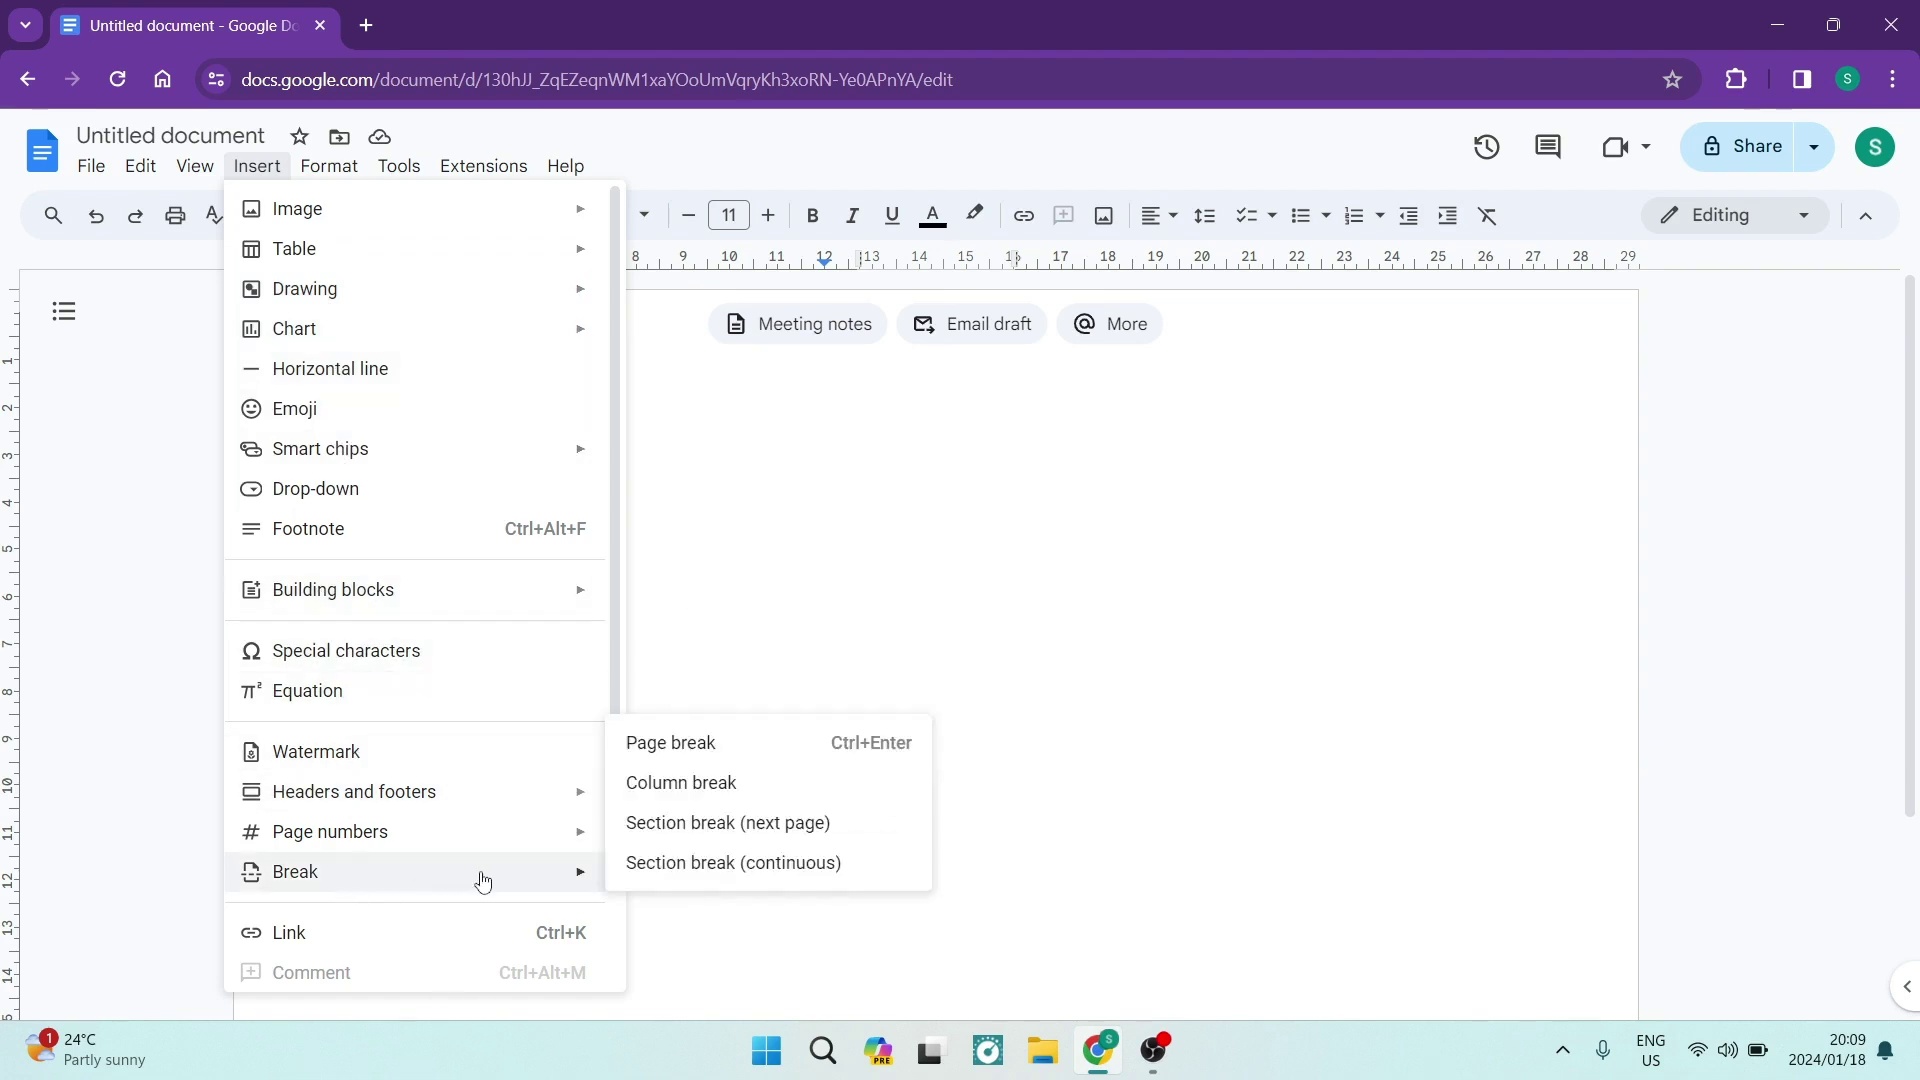 Untitled document - Google Do
docs.google.com/document/d/130hJJ_ZqEZeqnWM1xaYOoUmVqryKh3xoRN-Ye0APnYA/edit
S
Untitled document
File Edit View Insert Format Tools Extensions Help
Share
S
11
Editing
8 9 10 11 12 13 14 15 16 17 18 19 20 21 22 23 24 25 26 27 28 29
Meeting notes
Email draft
More
Image
Table
Drawing
Chart
Horizontal line
Emoji
Smart chips
Drop-down
Footnote Ctrl+Alt+F
Building blocks
Special characters
Equation
Watermark
Headers and footers
Page numbers
Break
Link Ctrl+K
Comment Ctrl+Alt+M
Page break Ctrl+Enter
Column break
Section break (next page)
Section break (continuous)
1
2
3
4
5
6
7
8
9
10
11
12
13
14
1
24°C
Partly sunny
PRE
S
ENG
US
20:09
2024/01/18